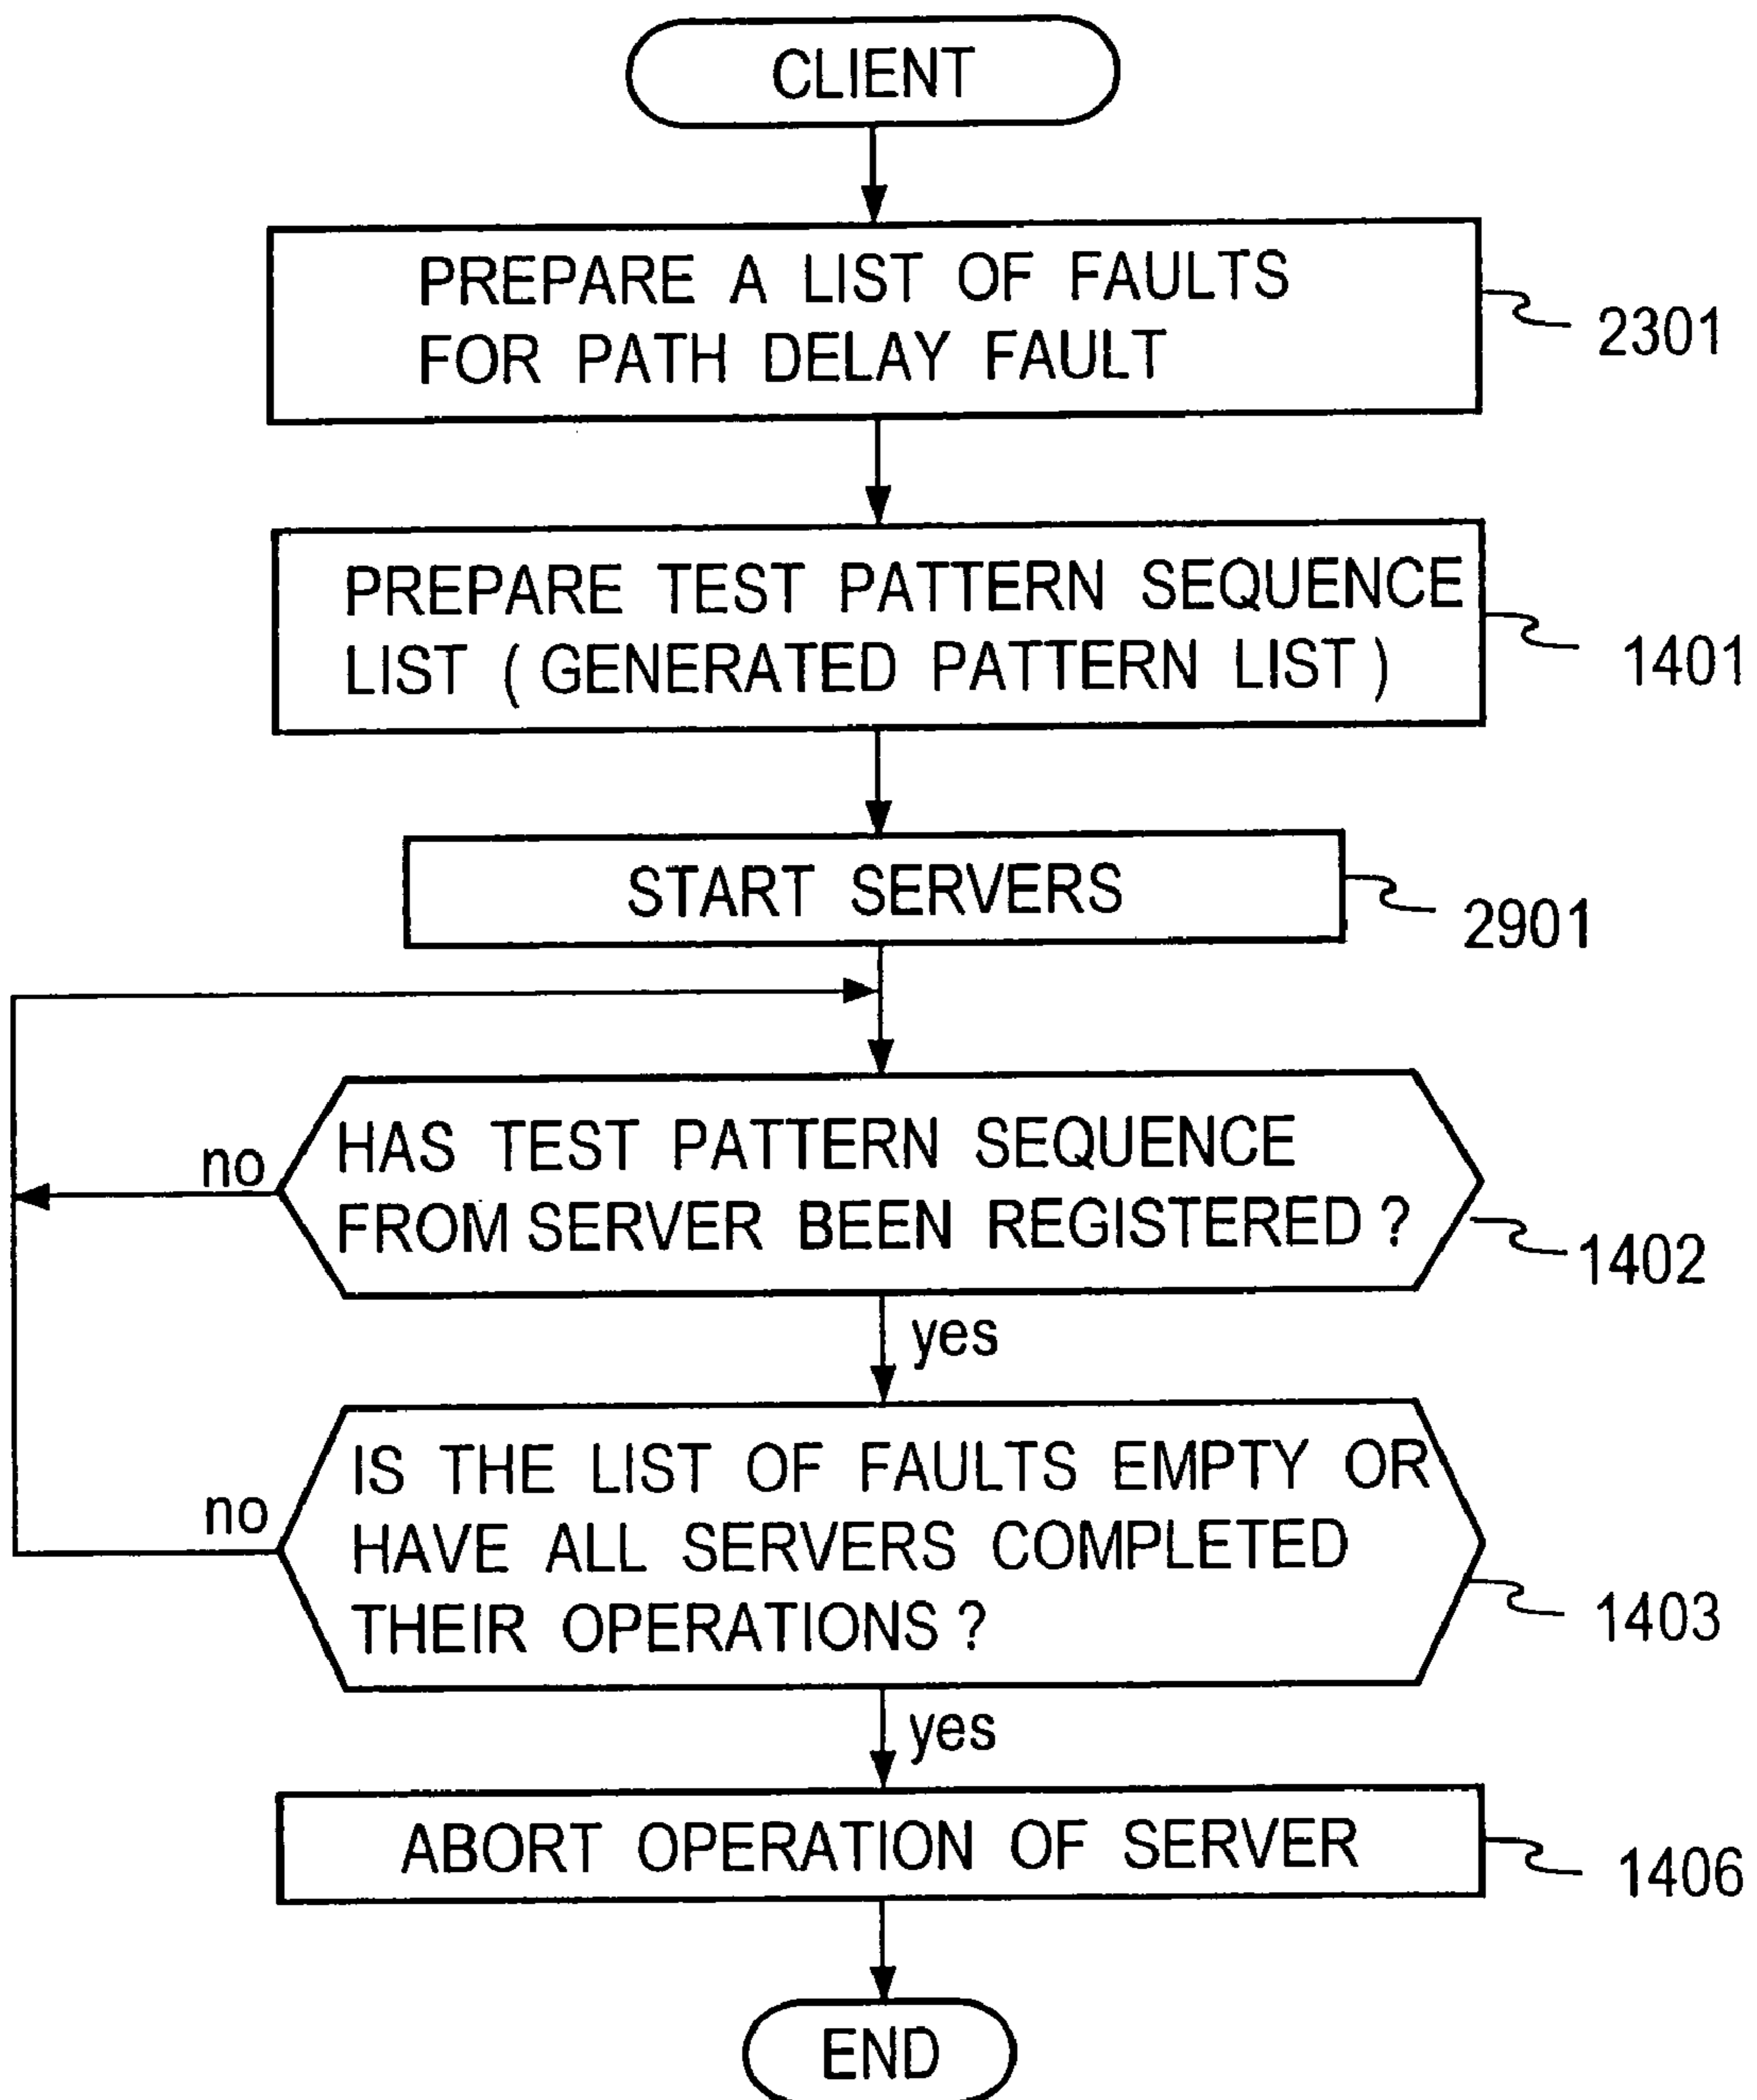 CLIENT
PREPARE A LIST OF FAULTS
FOR PATH DELAY FAULT
2301
PREPARE TEST PATTERN SEQUENCE
LIST ( GENERATED PATTERN LIST )
1401
START SERVERS
2901
HAS TEST PATTERN SEQUENCE
FROM SERVER BEEN REGISTERED ?
no
1402
yes
IS THE LIST OF FAULTS EMPTY OR
HAVE ALL SERVERS COMPLETED
THEIR OPERATIONS ?
no
1403
yes
ABORT OPERATION OF SERVER
1406
END